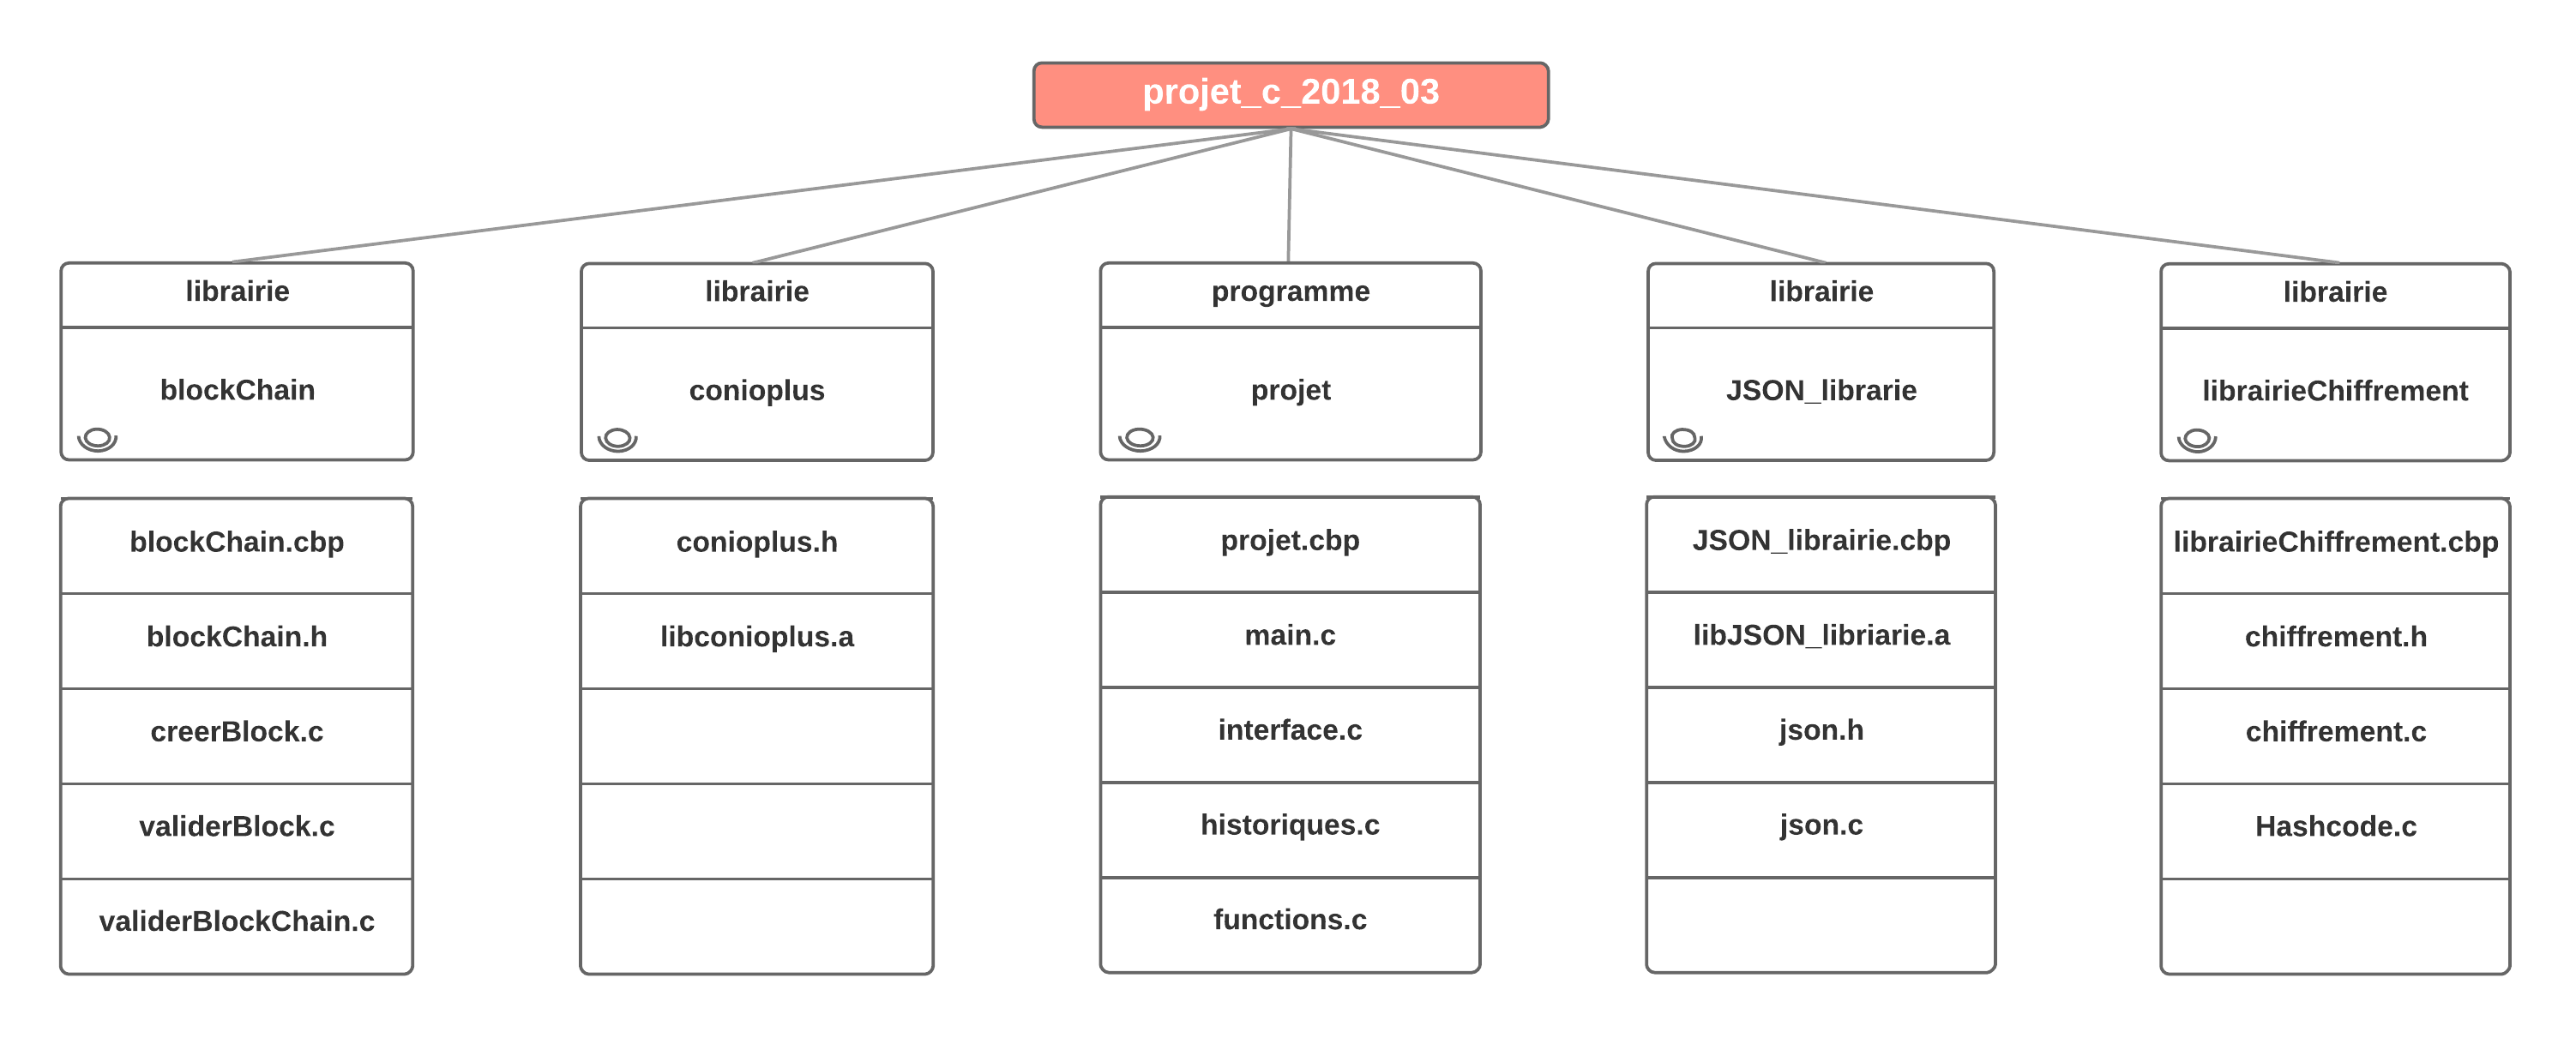 projet_c_2018_03
librairie
blockChain
librairie
conioplus
programme
projet
librairie
JSON_librarie
librairie
librairieChiffrement
blockChain.cbp
blockChain.h
creerBlock.c
validerBlock.c
validerBlockChain.c
conioplus.h
libconioplus.a
projet.cbp
main.c
interface.c
historiques.c
functions.c
JSON_librairie.cbp
libJSON_libriarie.a
json.h
json.c
librairieChiffrement.cbp
chiffrement.h
chiffrement.c
Hashcode.c